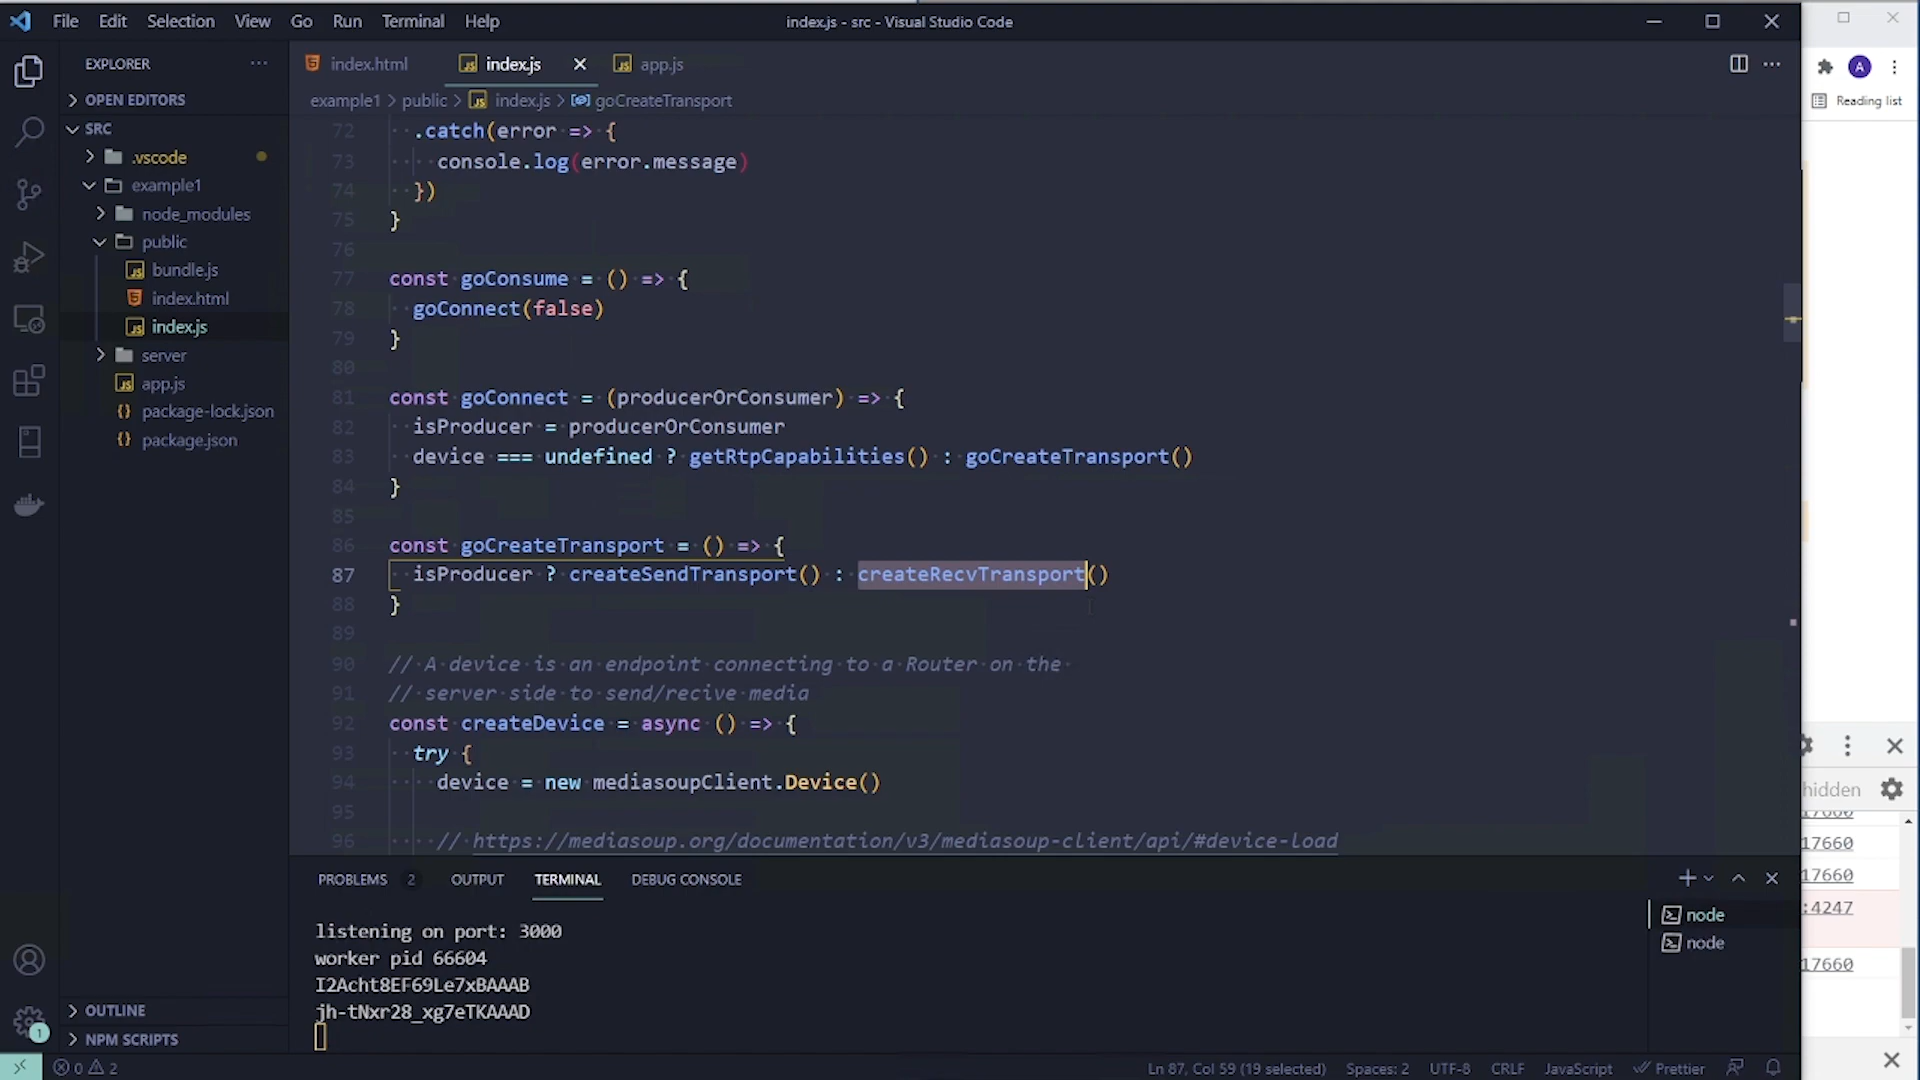 File Edit Selection View Go Run Terminal Help
index.js - src - Visual Studio Code
EXPLORER
OPEN EDITORS
SRC
.vscode
example1
node_modules
public
bundle.js
index.html
index.js
server
app.js
package-lock.json
package.json
OUTLINE
NPM SCRIPTS
index.html
index.js
app.js
example1 > public > index.js > goCreateTransport
72 .catch(error => {
73 console.log(error.message)
74 })
75 }
76
77 const goConsume = () => {
78 goConnect(false)
79 }
80
81 const goConnect = (producerOrConsumer) => {
82 isProducer = producerOrConsumer
83 device === undefined ? getRtpCapabilities() : goCreateTransport()
84 }
85
86 const goCreateTransport = () => {
87 isProducer ? createSendTransport() : createRecvTransport()
88 }
89
90 // A device is an endpoint connecting to a Router on the
91 // server side to send/recive media
92 const createDevice = async () => {
93 try {
94 device = new mediasoupClient.Device()
95
96 // https://mediasoup.org/documentation/v3/mediasoup-client/api/#device-load
PROBLEMS 2 OUTPUT TERMINAL DEBUG CONSOLE
listening on port: 3000
worker pid 66604
I2Acht8EF69Le7xBAAAB
jh-tNxr28_xg7eTKAAAD
node
node
1
0 2
Ln 87, Col 59 (19 selected) Spaces: 2 UTF-8 CRLF JavaScript Prettier
A
Reading list
hidden
17660
17660
17660
:4247
17660